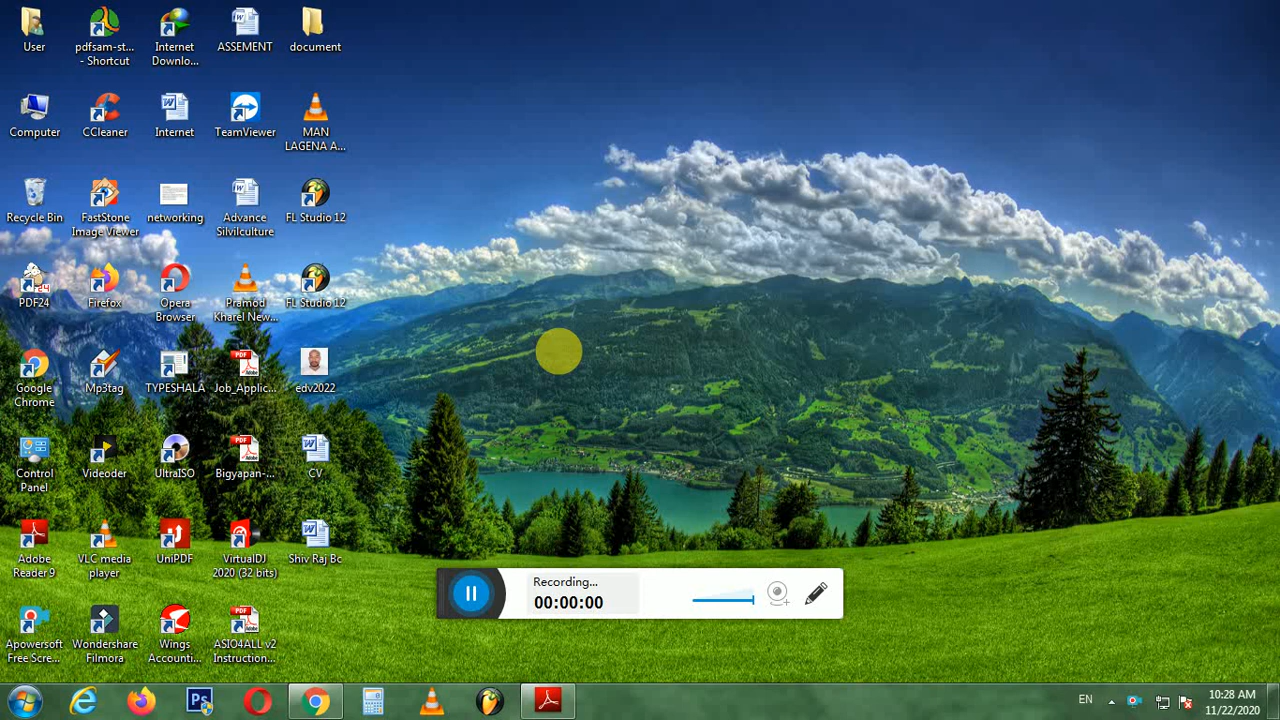 User
pdfsam-st...
- Shortcut
Internet
Downlo...
ASSEMENT
document
Computer
CCleaner
Internet
TeamViewer
MAN
LAGENA A...
Recycle Bin
FastStone
Image Viewer
networking
Advance
Silvilculture
FL Studio 12
PDF24
Firefox
Opera
Browser
Pramod
Kharel New...
FL Studio 12
Google
Chrome
Mp3tag
TYPESHALA
Job_Applic...
edv2022
Control
Panel
Videoder
UltraISO
Bigyapan-...
CV
Adobe
Reader 9
VLC media
player
UniPDF
VirtualDJ
2020 (32 bits)
Shiv Raj Bc
Apowersoft
Free Scre...
Wondershare
Filmora
Wings
Accounti...
ASIO4ALL v2
Instruction...
Recording...
00:00:00
EN
10:28 AM
11/22/2020